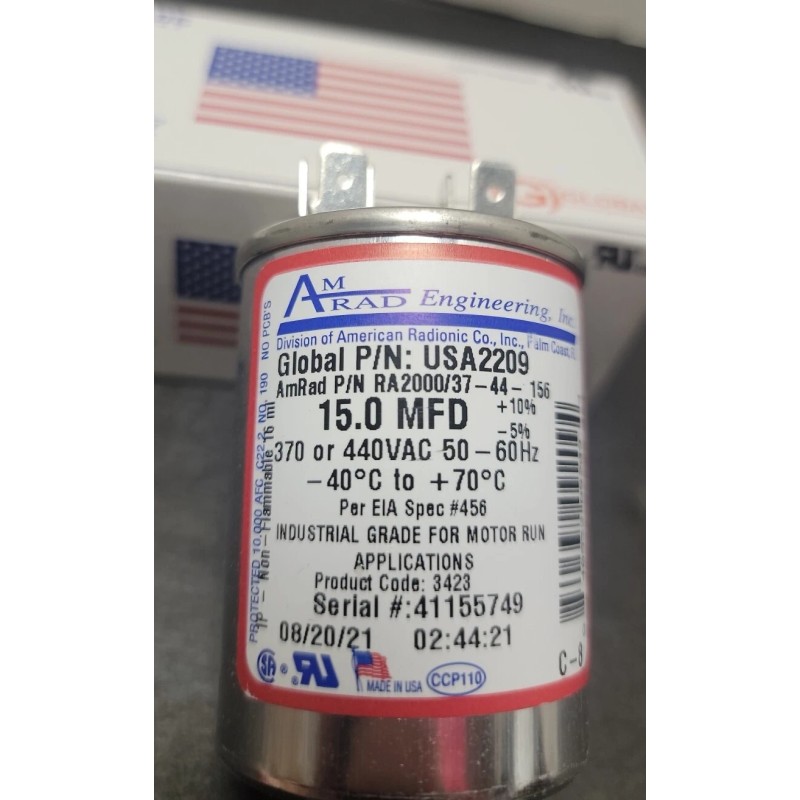 AMRAD Engineering, Inc.
Division of American Radionic Co., Inc., Palm Coast,
Global P/N: USA2209
AmRad P/N RA2000/37-44-156
15.0 MFD +10% -5%
370 or 440VAC 50-60Hz
-40°C to +70°C
Per EIA Spec #456
INDUSTRIAL GRADE FOR MOTOR RUN
APPLICATIONS
Product Code: 3423
Serial #:41155749
08/20/21 02:44:21
C-8
MADE IN USA
CCP110
PROTECTED 10,000 AFC C22.2 NO. 190 NO PCB'S
1P - Non-Flammable 16 ml